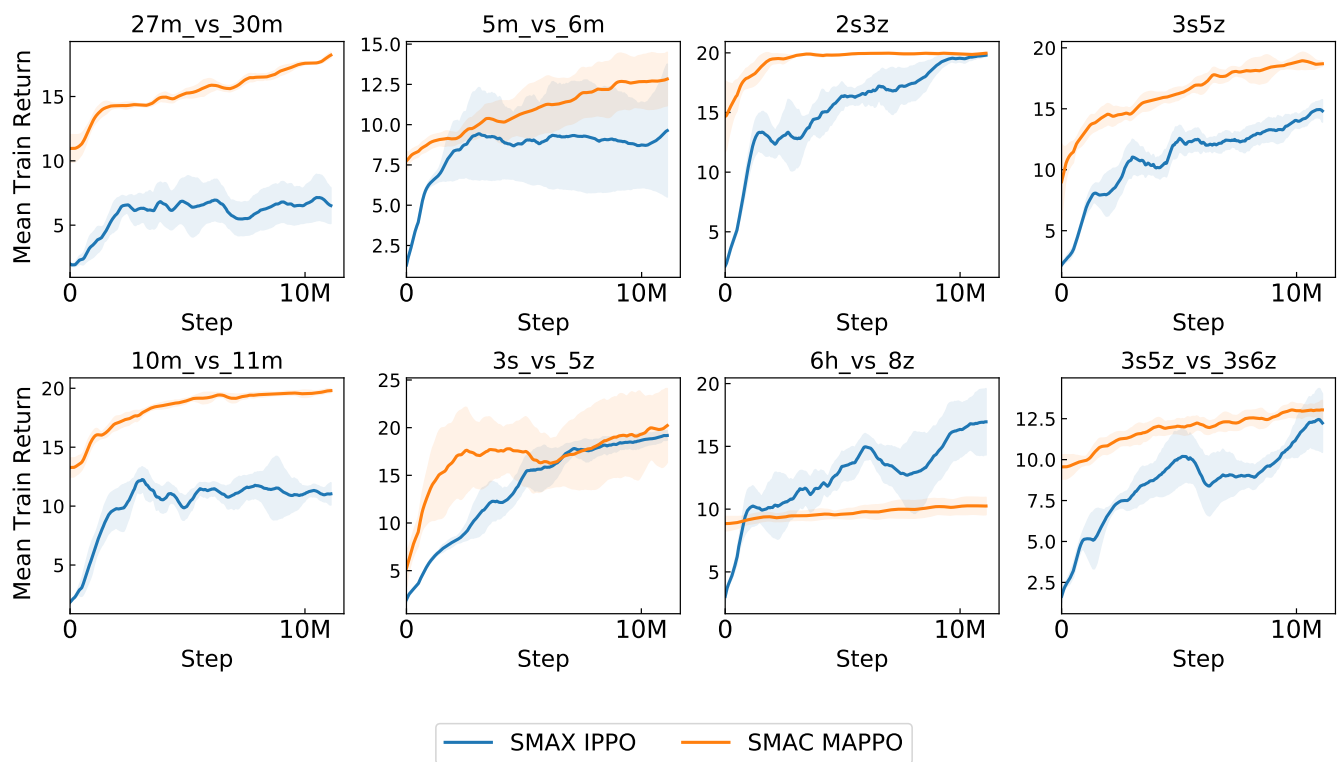 27m_vs_30m 5m_vs_6m 2s3z 3s5z
Mean Train Return
15
10
5
0 10M
Step
15.0
12.5
10.0
7.5
5.0
2.5
0 10M
Step
20
15
10
5
0 10M
Step
20
15
10
5
0 10M
Step
10m_vs_11m 3s_vs_5z 6h_vs_8z 3s5z_vs_3s6z
Mean Train Return
20
15
10
5
0 10M
Step
25
20
15
10
5
0 10M
Step
20
15
10
5
0 10M
Step
12.5
10.0
7.5
5.0
2.5
0 10M
Step
SMAX IPPO SMAC MAPPO